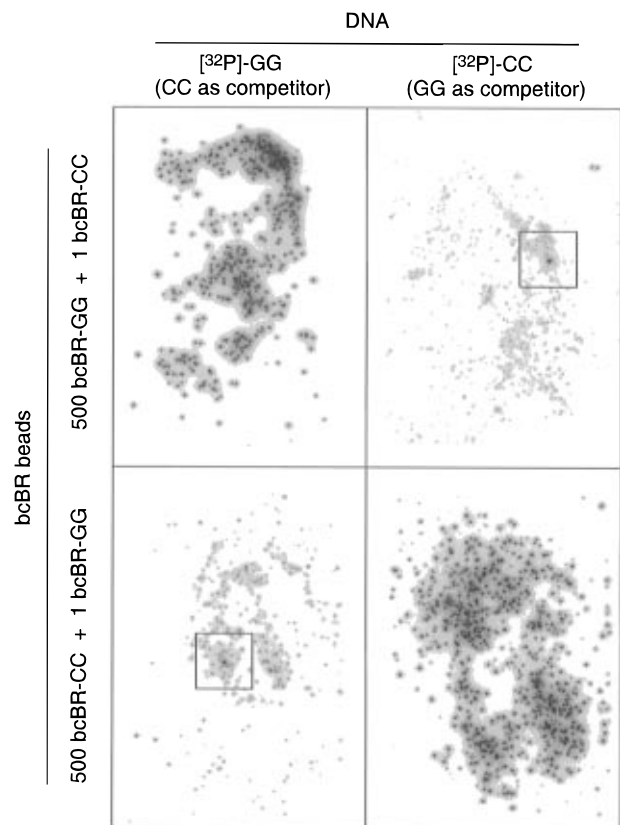 DNA
[³²P]-GG
(CC as competitor)
[³²P]-CC
(GG as competitor)
bcBR beads
500 bcBR-GG + 1 bcBR-CC
500 bcBR-CC + 1 bcBR-GG